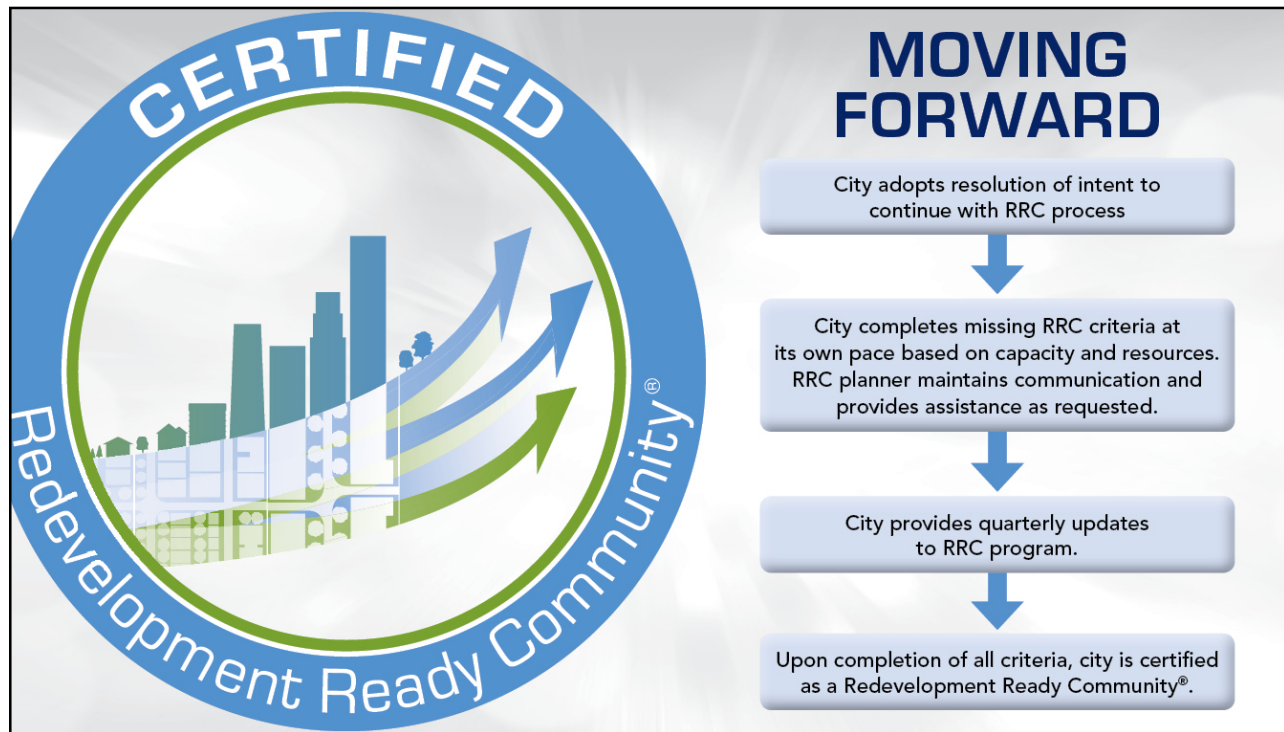 CERTIFIED
Redevelopment Ready Community®
MOVING
FORWARD
City adopts resolution of intent to
continue with RRC process
City completes missing RRC criteria at
its own pace based on capacity and resources.
RRC planner maintains communication and
provides assistance as requested.
City provides quarterly updates
to RRC program.
Upon completion of all criteria, city is certified
as a Redevelopment Ready Community®.